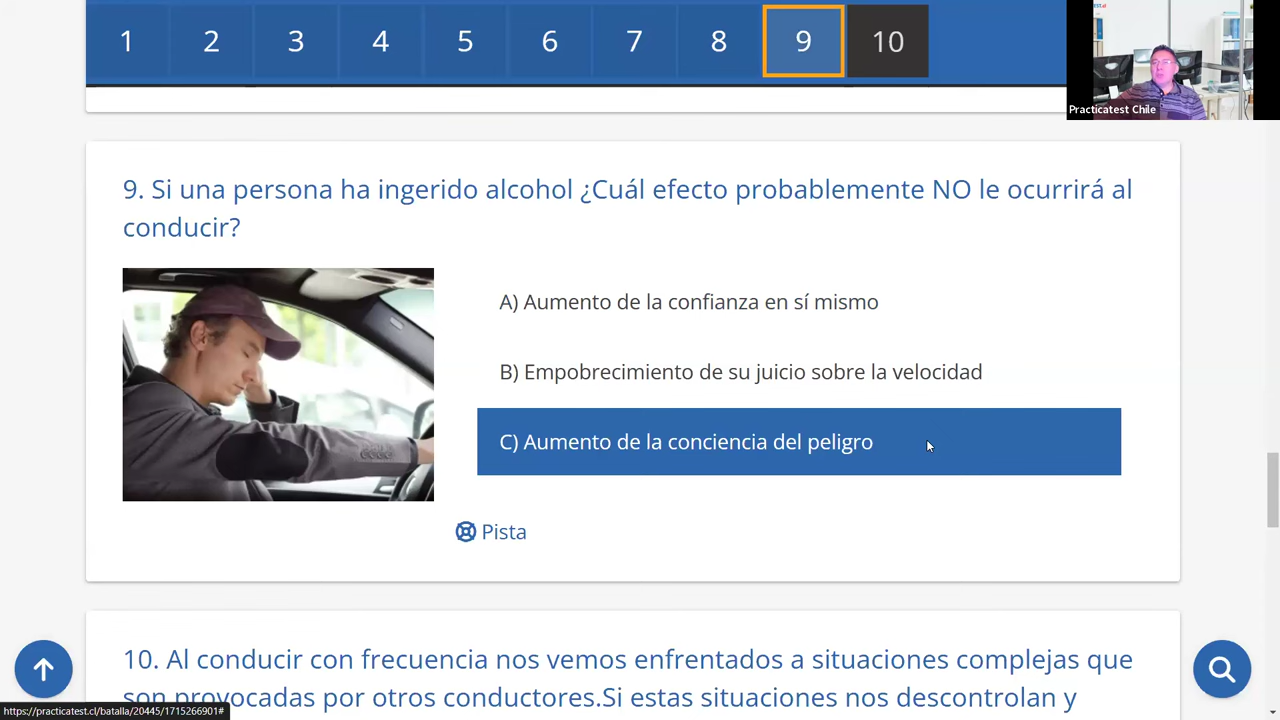 1 2 3 4 5 6 7 8 9 10
Practicatest Chile
9. Si una persona ha ingerido alcohol ¿Cuál efecto probablemente NO le ocurrirá al
conducir?
A) Aumento de la confianza en sí mismo
B) Empobrecimiento de su juicio sobre la velocidad
C) Aumento de la conciencia del peligro
Pista
10. Al conducir con frecuencia nos vemos enfrentados a situaciones complejas que
son provocadas por otros conductores.Si estas situaciones nos descontrolan y
https://practicatest.cl/batalla/20445/1715266901#